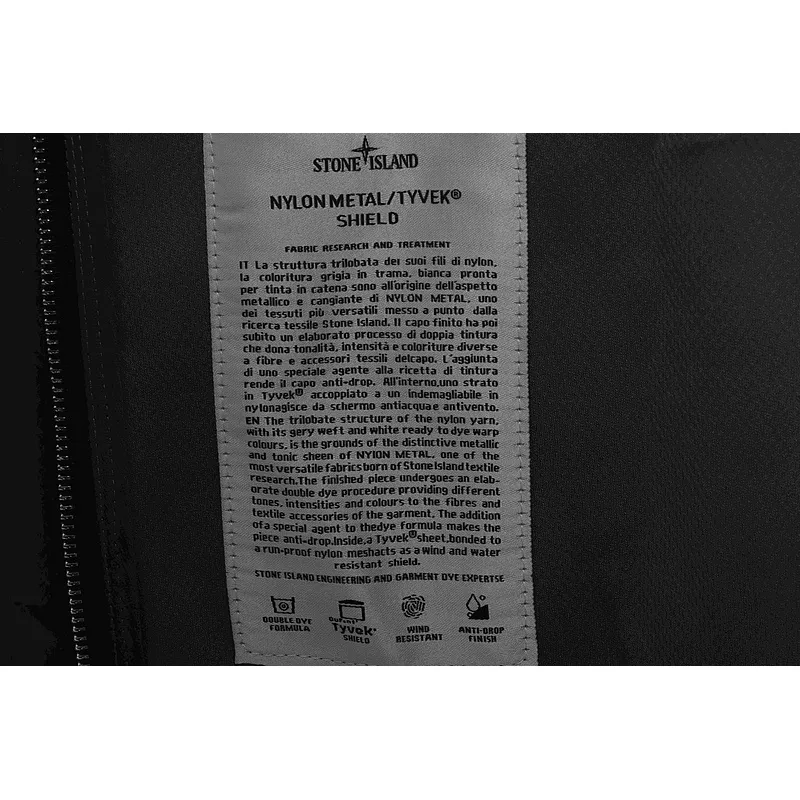 STONE ISLAND
NYLON METAL/TYVEK®
SHIELD
FABRIC RESEARCH AND TREATMENT
IT La struttura trilobata dei suoi fili di nylon,
la coloritura grigia in trama, bianca pronta
per tinta in catena sono all'origine dell'aspetto
metallico e cangiante di NYLON METAL, uno
dei tessuti più versatili messo a punto dalla
ricerca tessile Stone Island. Il capo finito ha poi
subito un elaborato processo di doppia tintura
che dona tonalità, intensità e coloriture diverse
a fibre e accessori tessili delcapo. L'aggiunta
di uno speciale agente alla ricetta di tintura
rende il capo anti-drop. All'interno,uno strato
in Tyvek® accoppiato a un indemagliabile in
nylonagisce da schermo antiacqua e antivento.
EN The trilobate structure of the nylon yarn,
with its gery weft and white ready to dye warp
colours, is the grounds of the distinctive metallic
and tonic sheen of NYION METAL, one of the
most versatile fabrics born of Stone Island textile
research.The finished piece undergoes an elab-
orate double dye procedure providing different
tones, intensities and colours to the fibres and
textile accessories of the garment. The addition
of a special agent to thedye formula makes the
piece anti-drop.Inside,a Tyvek®sheet,bonded to
a run-proof nylon meshacts as a wind and water
resistant shield.
STONE ISLAND ENGINEERING AND GARMENT DYE EXPERTSE
DOUBLE DYE
FORMULA
DUPONT
Tyvek
SHIELD
WIND
RESISTANT
ANTI-DROP
FINISH